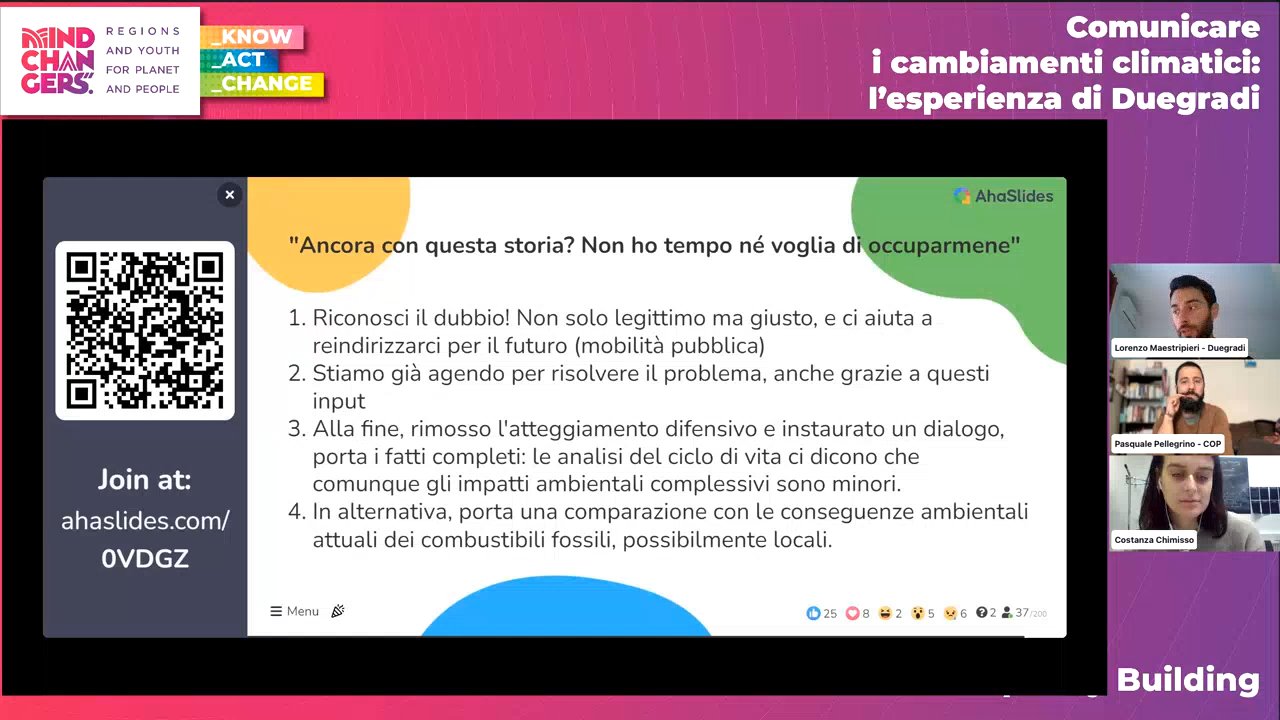 MIND
CHAN
GERS.
REGIONS
AND YOUTH
FOR PLANET
AND PEOPLE
_KNOW
_ACT
_CHANGE
Comunicare
i cambiamenti climatici:
l’esperienza di Duegradi
AhaSlides
"Ancora con questa storia? Non ho tempo né voglia di occuparmene"
1. Riconosci il dubbio! Non solo legittimo ma giusto, e ci aiuta a
reindirizzarci per il futuro (mobilità pubblica)
2. Stiamo già agendo per risolvere il problema, anche grazie a questi
input
3. Alla fine, rimosso l'atteggiamento difensivo e instaurato un dialogo,
porta i fatti completi: le analisi del ciclo di vita ci dicono che
comunque gli impatti ambientali complessivi sono minori.
4. In alternativa, porta una comparazione con le conseguenze ambientali
attuali dei combustibili fossili, possibilmente locali.
Join at:
ahaslides.com/
0VDGZ
Menu
25 8 2 5 6 2 37/200
Lorenzo Maestripieri - Duegradi
Pasquale Pellegrino - COP
Costanza Chimisso
Building